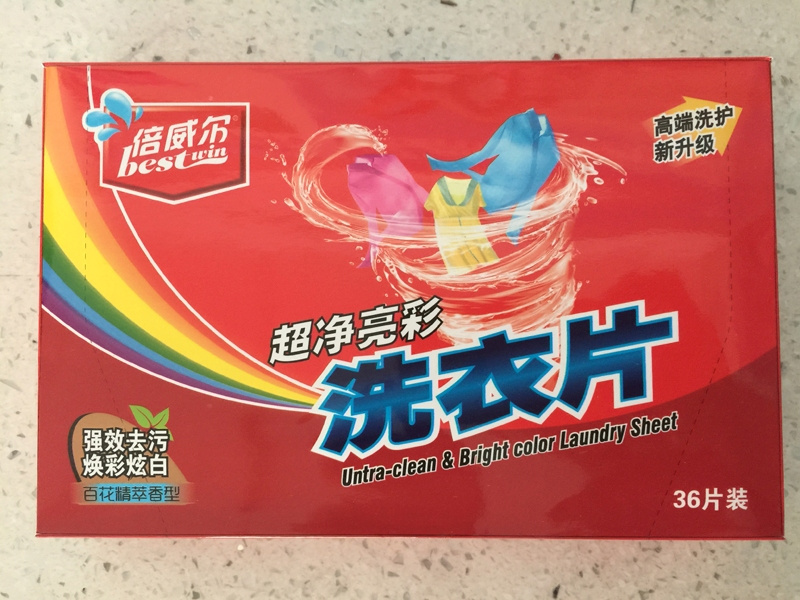 倍威尔®
best win
高端洗护
新升级
超净亮彩
洗衣片
Untra-clean & Bright color Laundry Sheet
强效去污
焕彩炫白
百花精萃香型
36片装